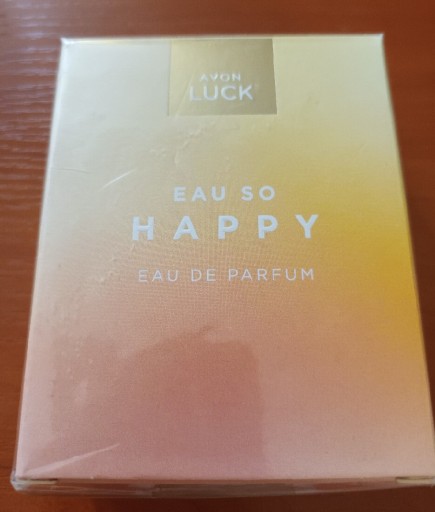 AVON
LUCK
EAU SO
HAPPY
EAU DE PARFUM